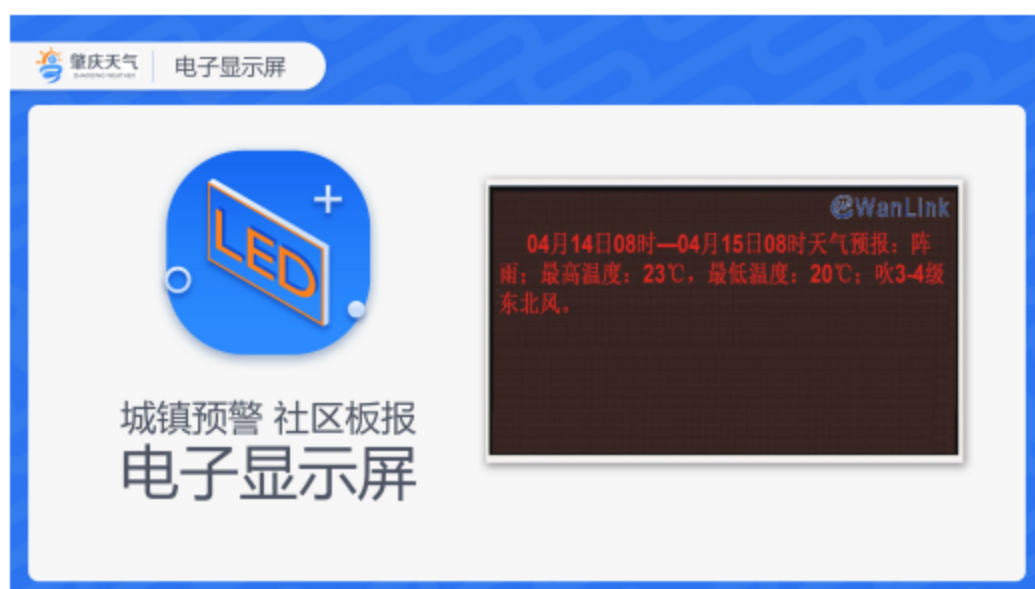 肇庆天气
电子显示屏
LED
城镇预警 社区板报
电子显示屏
WanLink
04月14日08时—04月15日08时天气预报：阵
雨；最高温度：23℃，最低温度：20℃；吹3-4级
东北风。